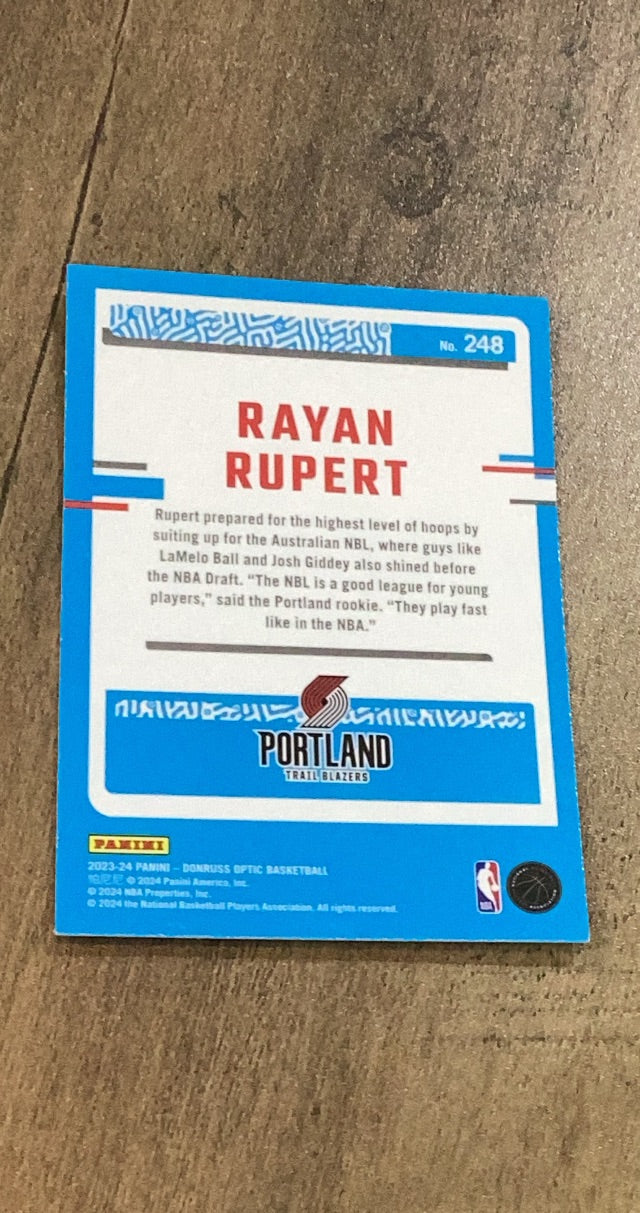 No. 248
RAYAN
RUPERT
Rupert prepared for the highest level of hoops by
suiting up for the Australian NBL, where guys like
LaMelo Ball and Josh Giddey also shined before
the NBA Draft. “The NBL is a good league for young
players,” said the Portland rookie. “They play fast
like in the NBA.”
PORTLAND
TRAIL BLAZERS
PANINI
2023-24 PANINI – DONRUSS OPTIC BASKETBALL
帕尼尼 © 2024 Panini America, Inc.
© 2024 NBA Properties, Inc.
© 2024 the National Basketball Players Association. All rights reserved.